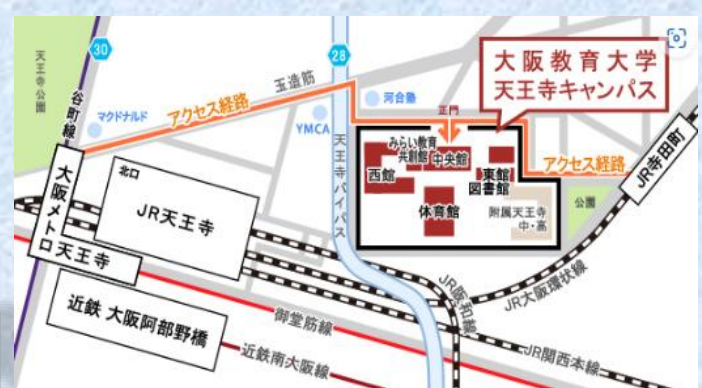 天王寺公園
30
谷町線
マクドナルド
アクセス経路
玉造筋
28
YMCA
河合塾
天王寺バイパス
大阪教育大学
天王寺キャンパス
正門
みらい教育
共創館
中央館
西館
東館
図書館
体育館
附属天王寺
中・高
アクセス経路
公園
JR寺田町
大阪メトロ天王寺
北口
JR天王寺
近鉄 大阪阿部野橋
御堂筋線
近鉄南大阪線
JR阪和線
JR大阪環状線
JR関西本線